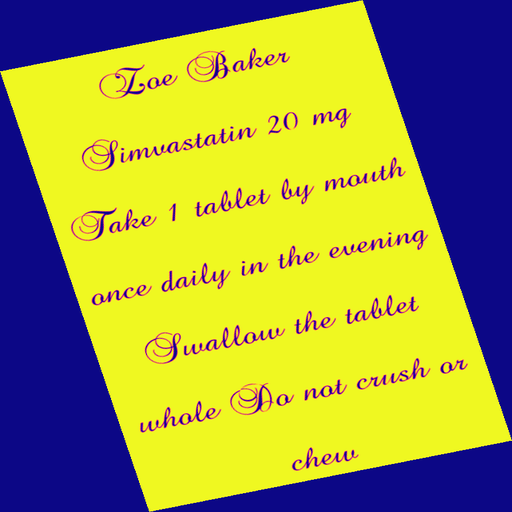 Zoe Baker
Simvastatin 20 mg
Take 1 tablet by mouth
once daily in the evening
Swallow the tablet
whole Do not crush or
chew